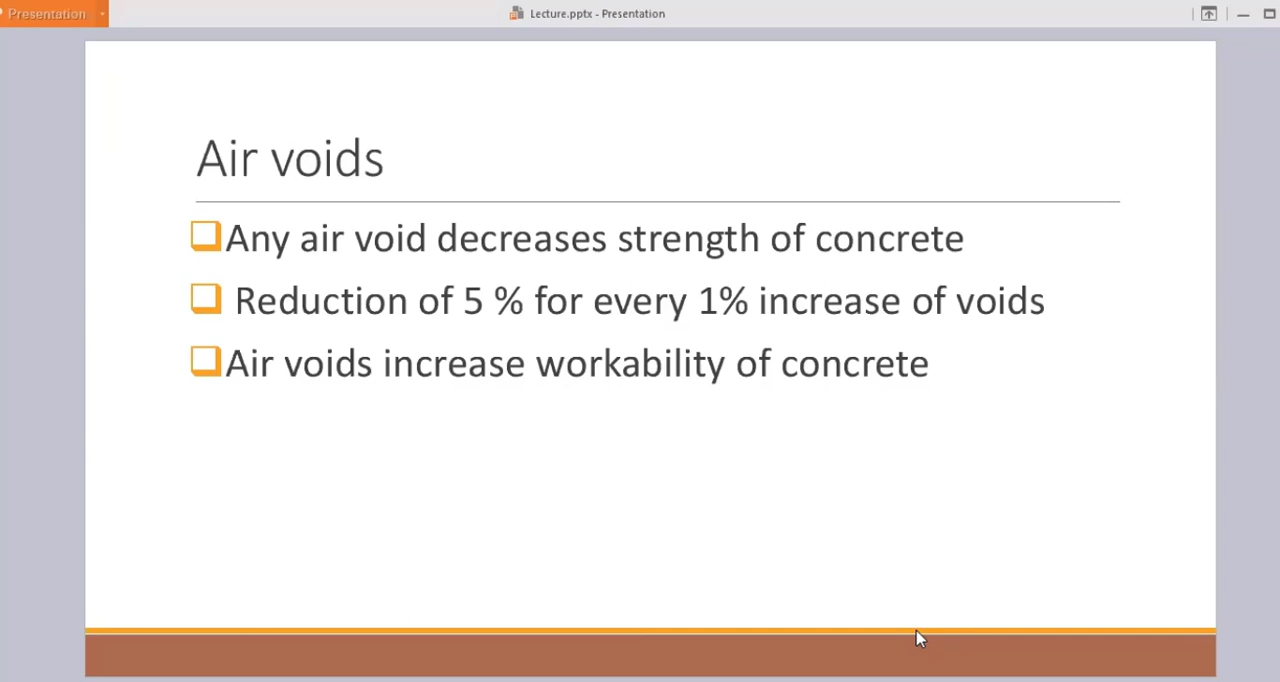 Presentation
Lecture.pptx - Presentation
Air voids
Any air void decreases strength of concrete
Reduction of 5 % for every 1% increase of voids
Air voids increase workability of concrete